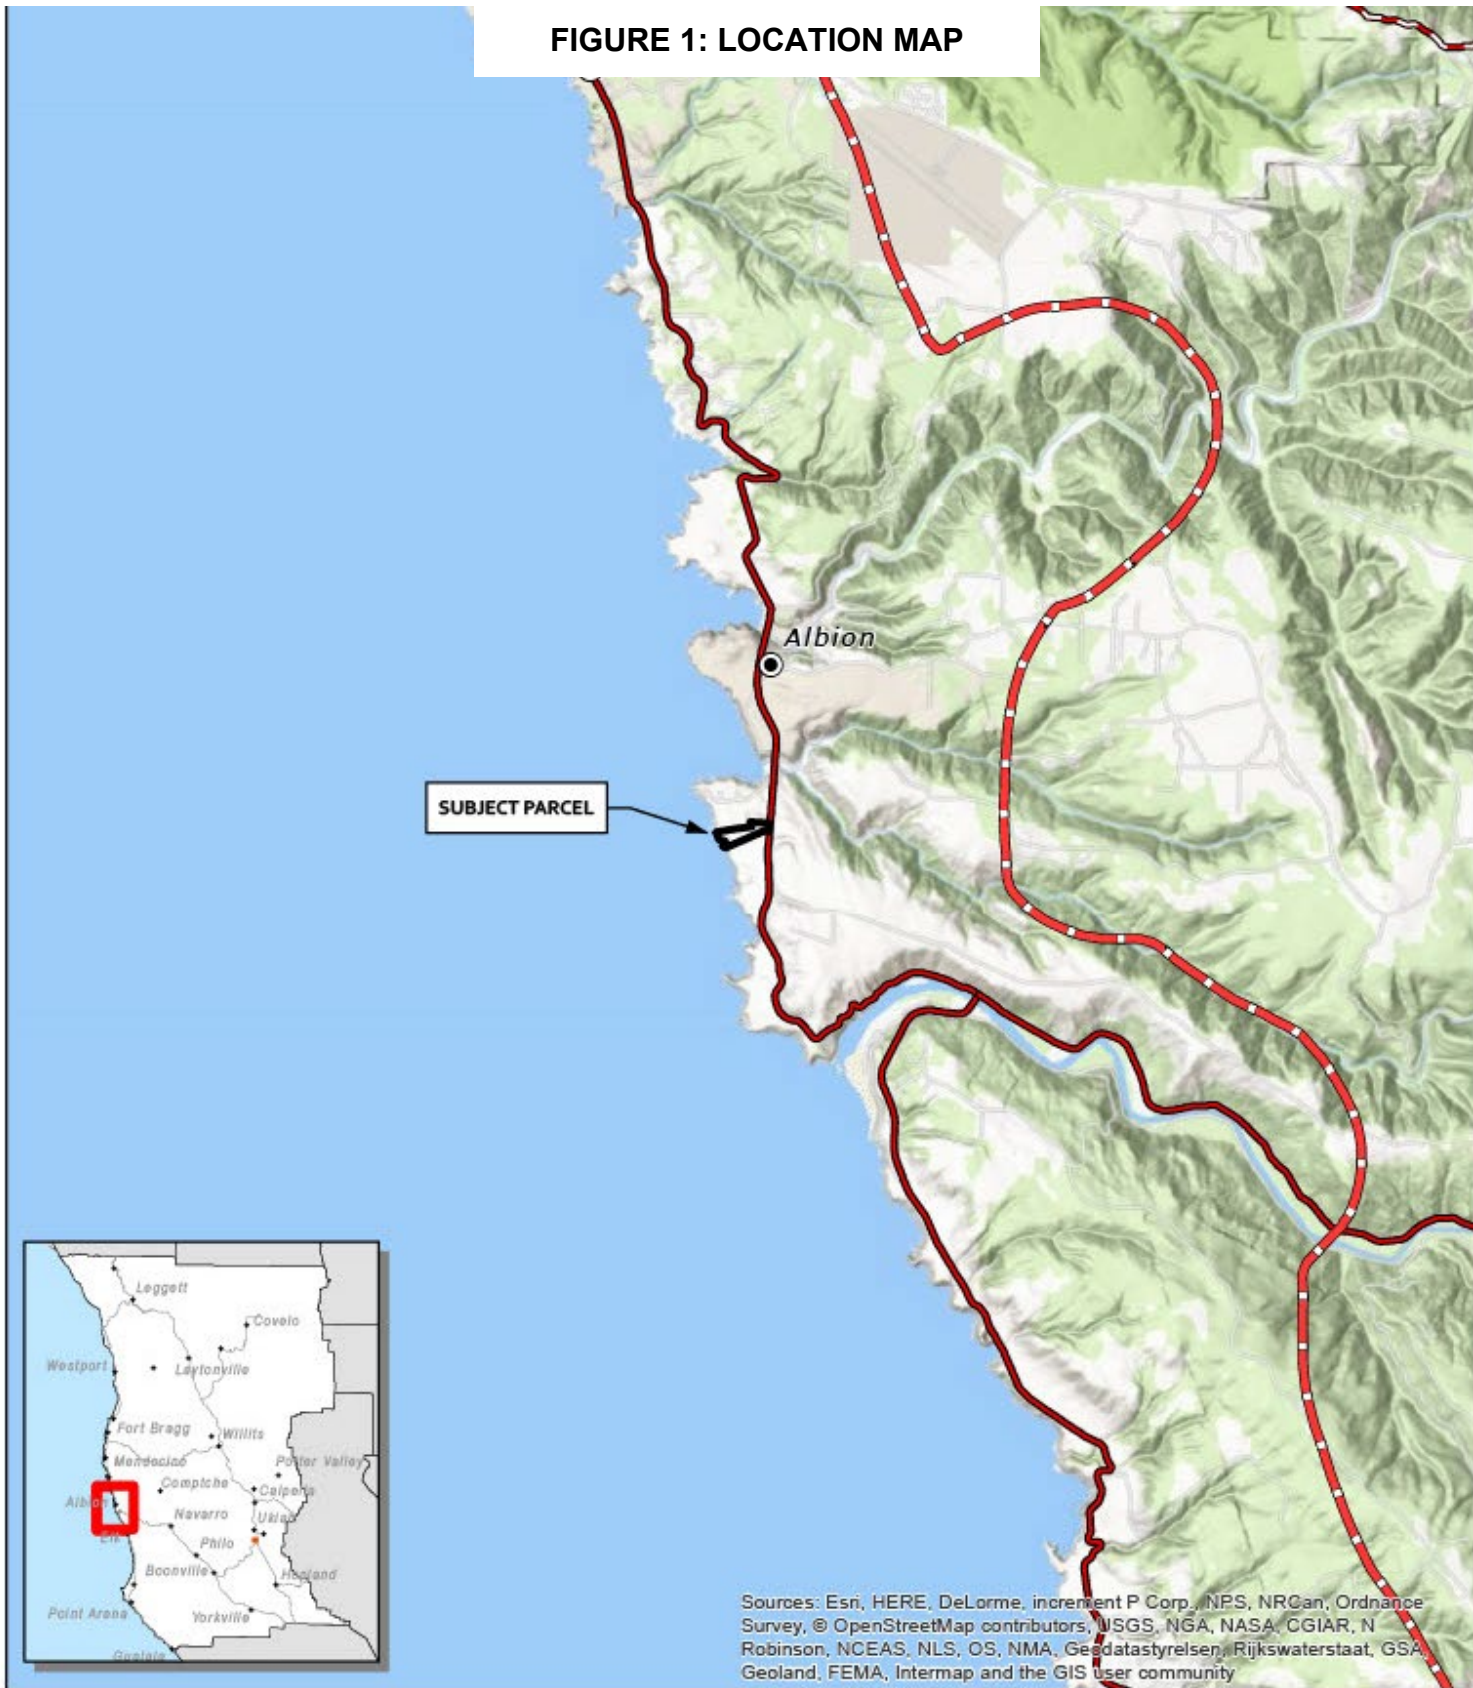 FIGURE 1: LOCATION MAP
Albion
SUBJECT PARCEL
Leggett
Covelo
Westport
Laytonville
Fort Bragg
Willits
Mendocino
Potter Valley
Comptche
Calpella
Albion
Navarro
Ukiah
Elk
Philo
Boonville
Hopland
Point Arena
Yorkville
Gualala
Sources: Esri, HERE, DeLorme, increment P Corp., NPS, NRCan, Ordnance
Survey, © OpenStreetMap contributors, USGS, NGA, NASA, CGIAR, N
Robinson, NCEAS, NLS, OS, NMA, Geodatastyrelsen, Rijkswaterstaat, GSA,
Geoland, FEMA, Intermap and the GIS user community